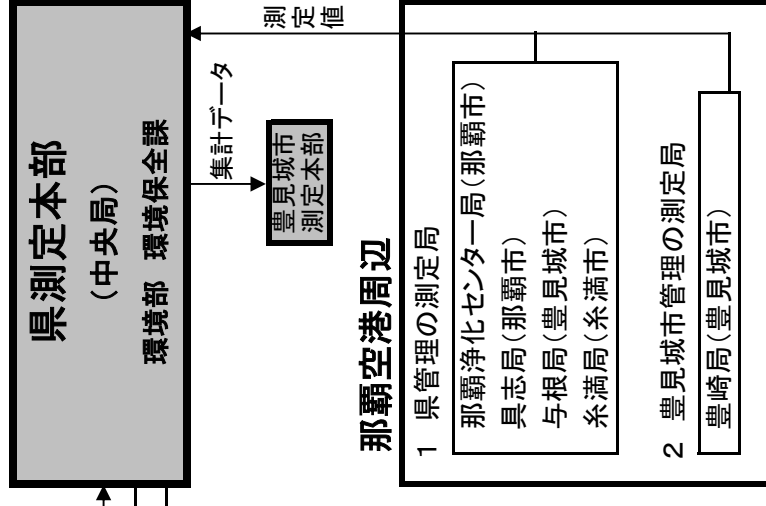 県測定本部
(中央局)
環境部 環境保全課
集計データ
測定値
豊見城市
測定本部
那覇空港周辺
1 県管理の測定局
那覇浄化センター局(那覇市)
具志局(那覇市)
与根局(豊見城市)
糸満局(糸満市)
2 豊見城市管理の測定局
豊崎局(豊見城市)